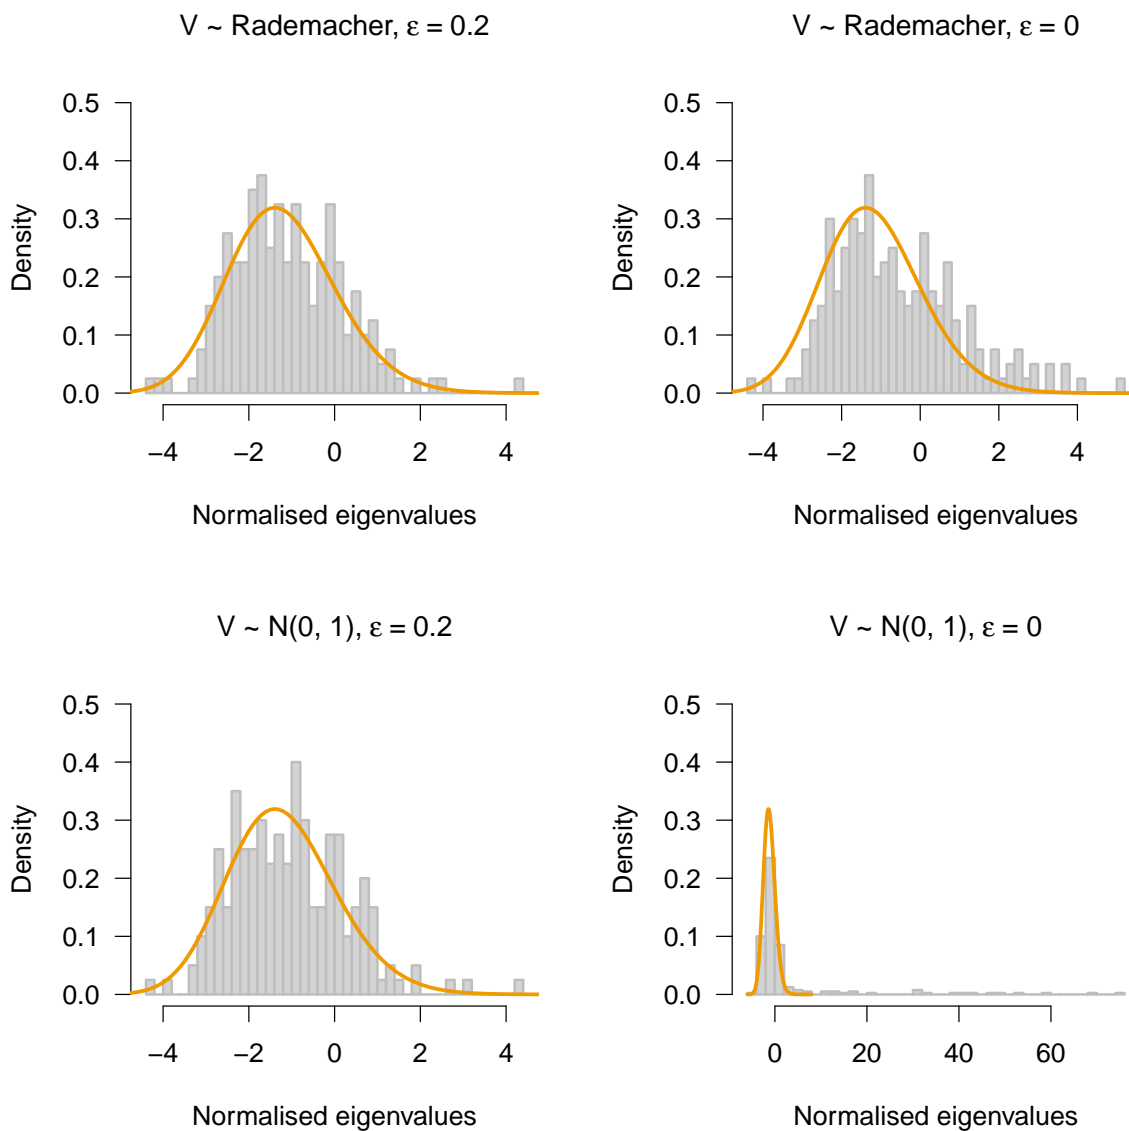 V ~ Rademacher, ε = 0.2
0.5
0.4
0.3
0.2
0.1
0.0
Density
−4 −2 0 2 4
Normalised eigenvalues
V ~ Rademacher, ε = 0
0.5
0.4
0.3
0.2
0.1
0.0
Density
−4 −2 0 2 4
Normalised eigenvalues
V ~ N(0, 1), ε = 0.2
0.5
0.4
0.3
0.2
0.1
0.0
Density
−4 −2 0 2 4
Normalised eigenvalues
V ~ N(0, 1), ε = 0
0.5
0.4
0.3
0.2
0.1
0.0
Density
0 20 40 60
Normalised eigenvalues